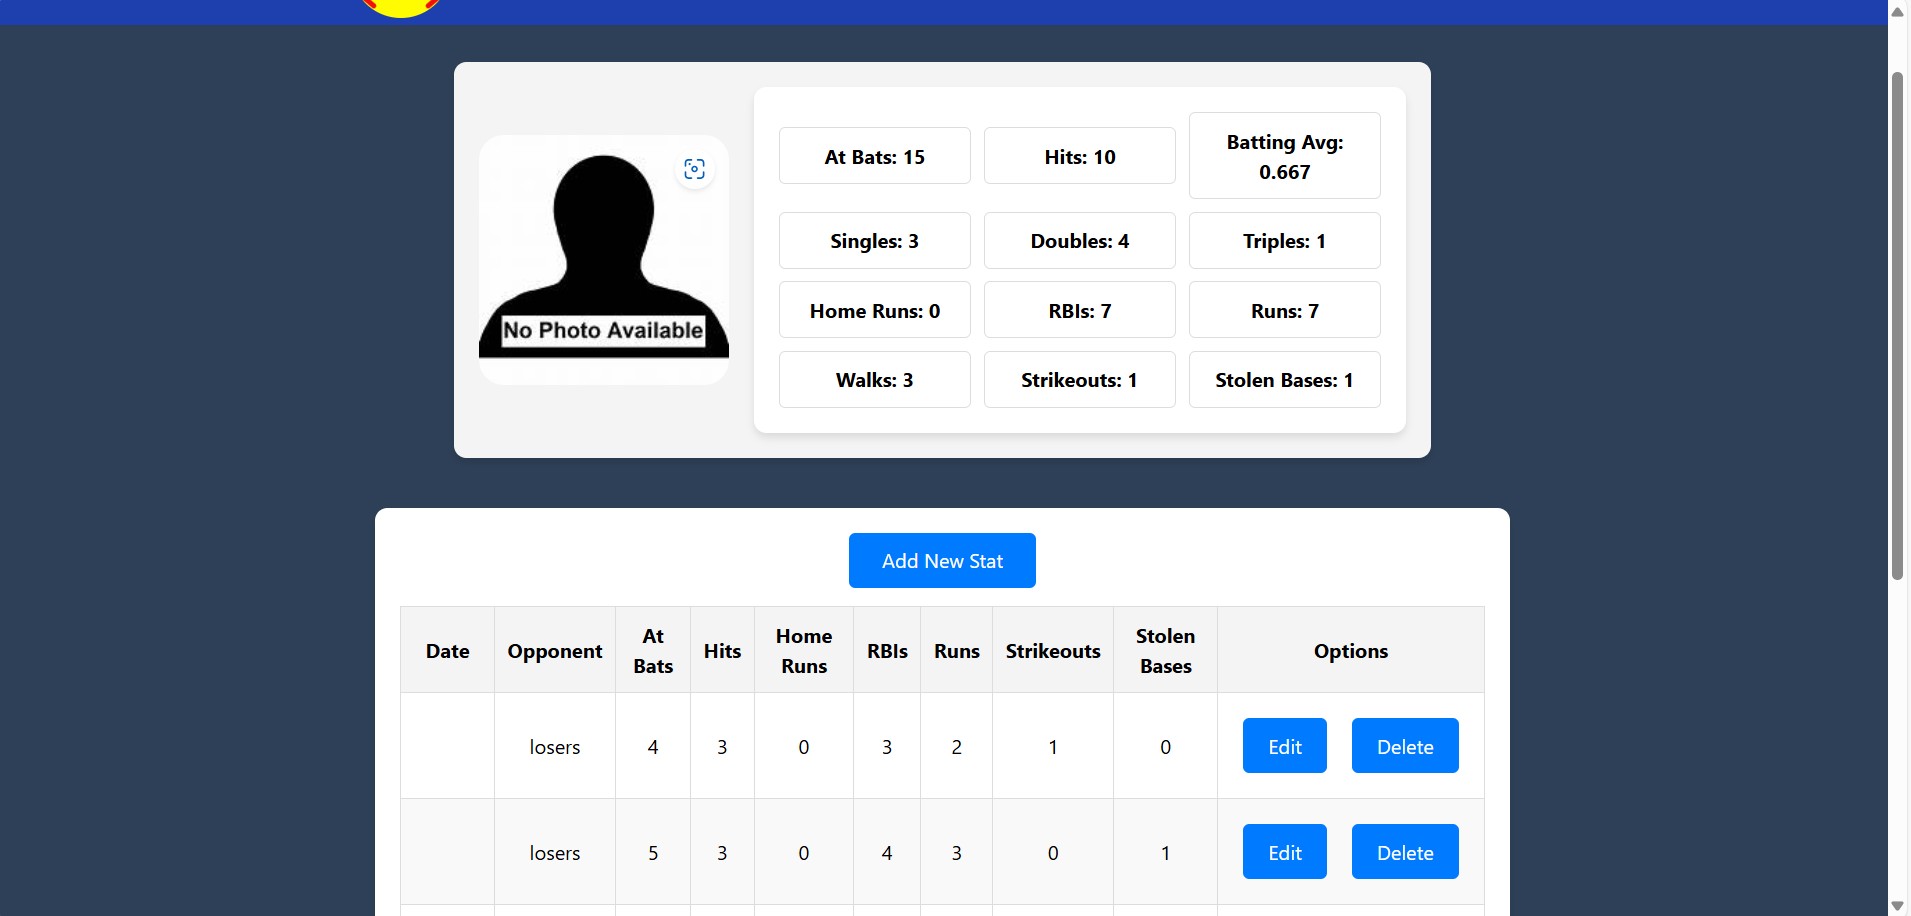 No Photo Available
At Bats: 15
Hits: 10
Batting Avg:
0.667
Singles: 3
Doubles: 4
Triples: 1
Home Runs: 0
RBIs: 7
Runs: 7
Walks: 3
Strikeouts: 1
Stolen Bases: 1
Add New Stat
Date Opponent At Bats Hits Home Runs RBIs Runs Strikeouts Stolen Bases Options
losers 4 3 0 3 2 1 0 Edit Delete
losers 5 3 0 4 3 0 1 Edit Delete